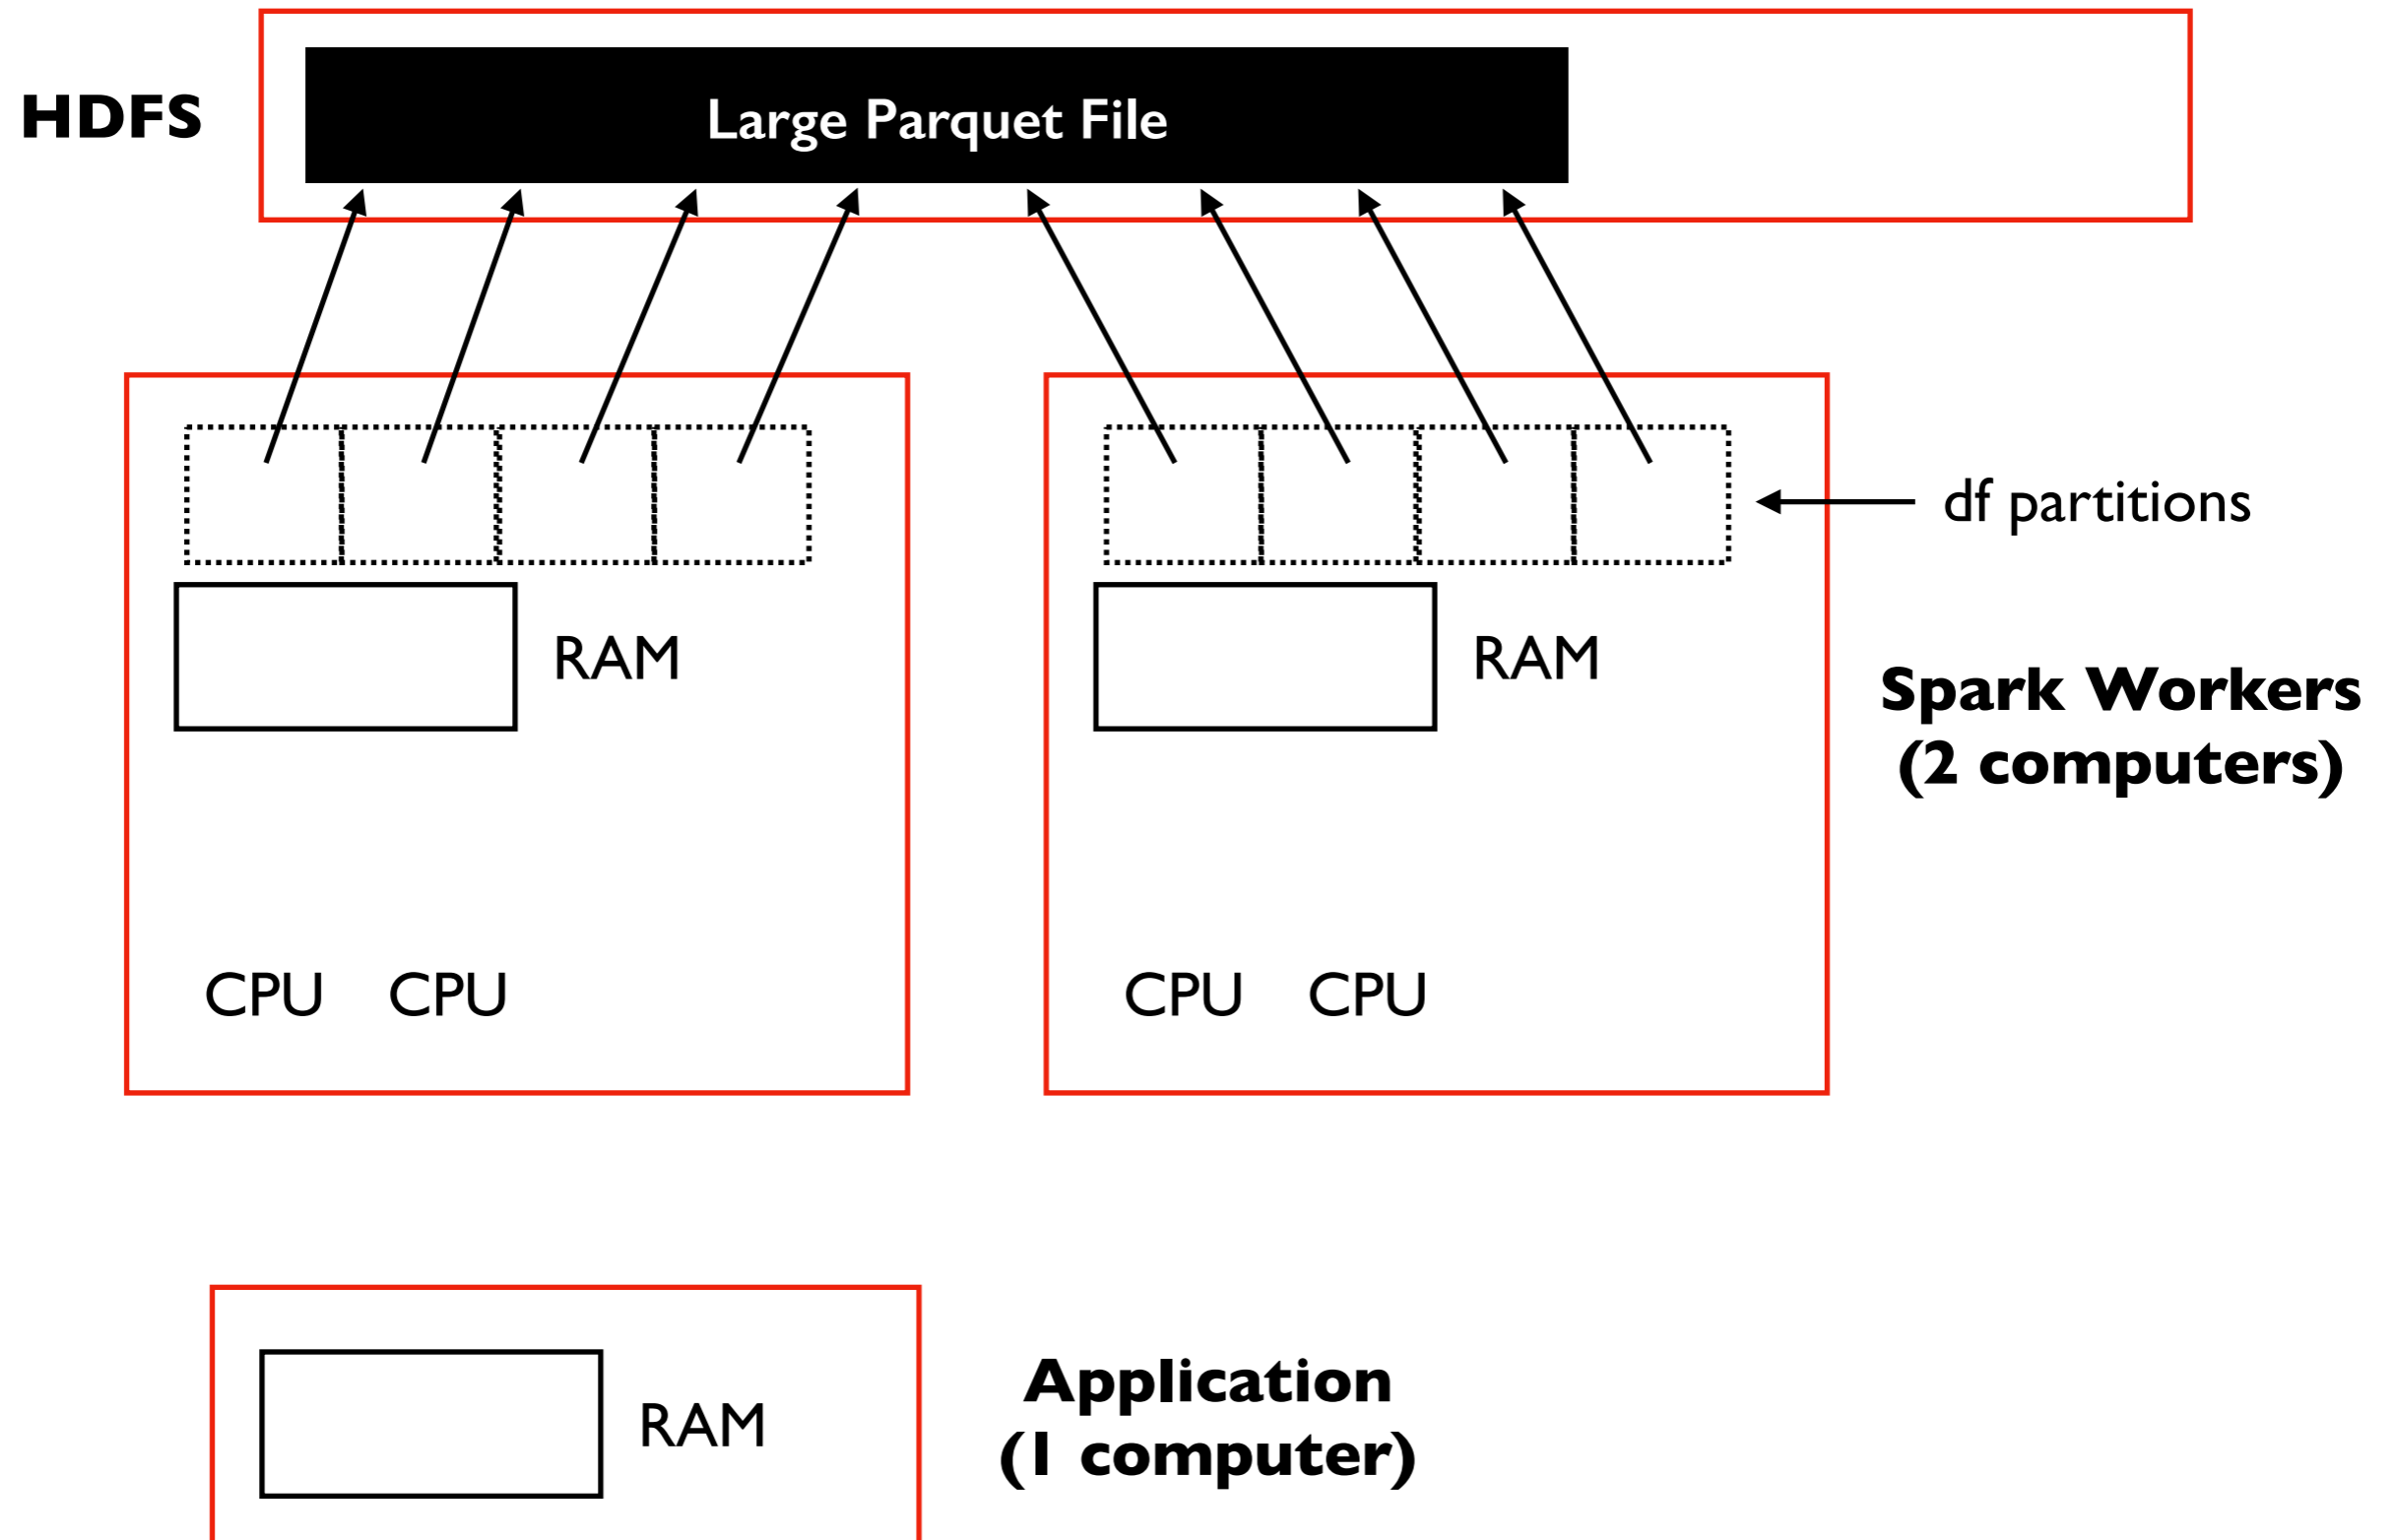 Large Parquet File
HDFS
df partitions
RAM
RAM
Spark Workers
(2 computers)
CPU CPU
CPU CPU
Application
(1 computer)
RAM